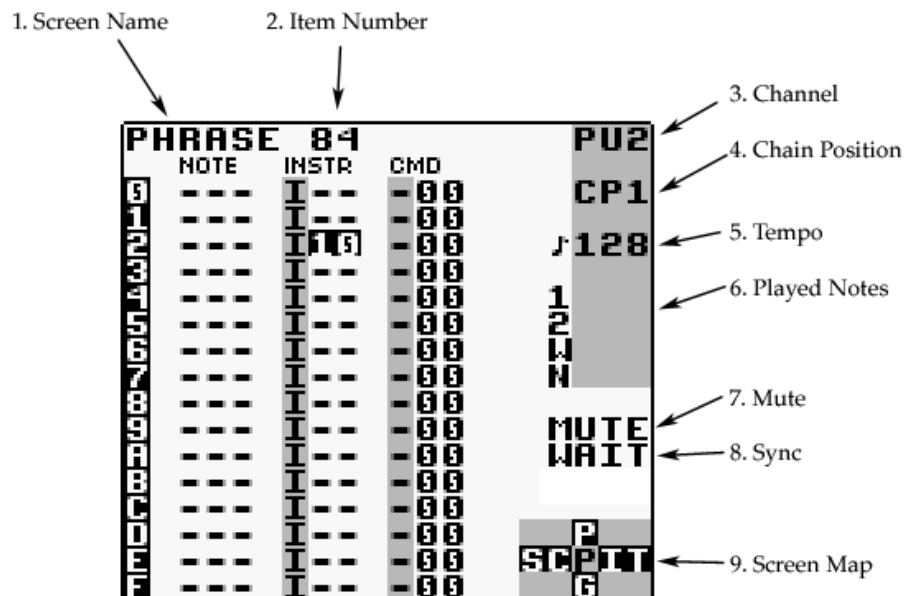 1. Screen Name
2. Item Number
3. Channel
4. Chain Position
5. Tempo
6. Played Notes
7. Mute
8. Sync
9. Screen Map
PHRASE 84 PU2
NOTE INSTR CMD
0 --- I-- -00 CP1
1 --- I-- -00
2 --- I10 -00 ♪128
3 --- I-- -00
4 --- I-- -00 1
5 --- I-- -00 2
6 --- I-- -00 W
7 --- I-- -00 N
8 --- I-- -00
9 --- I-- -00 MUTE
A --- I-- -00 WAIT
B --- I-- -00
C --- I-- -00
D --- I-- -00 P
E --- I-- -00 SCPIT
F --- I-- -00 G